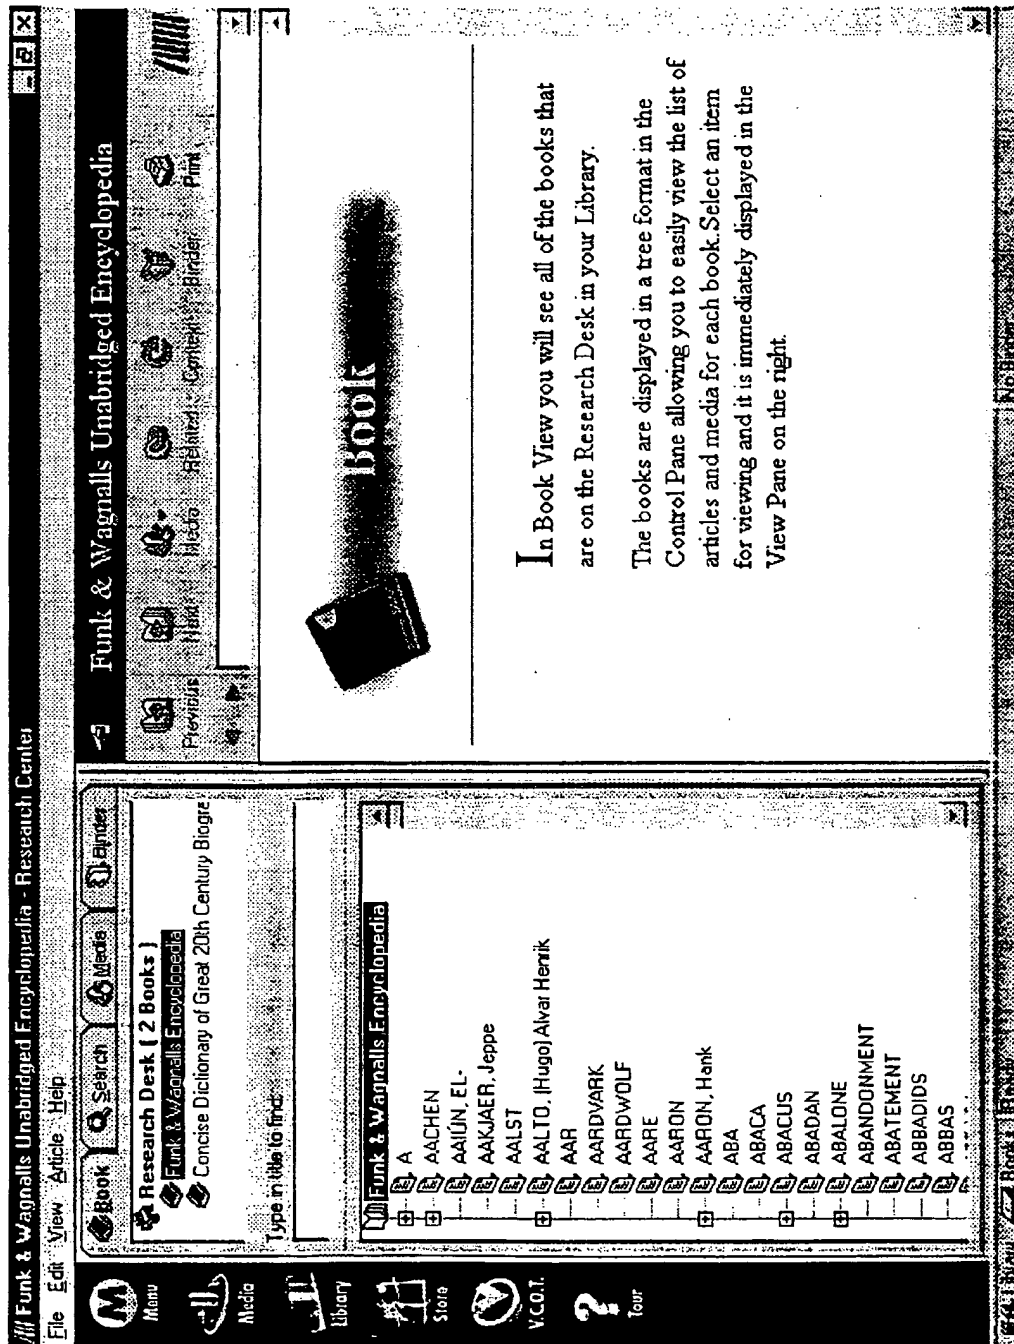 Funk & Wagnalls Unabridged Encyclopedia - Research Center
File Edit View Article Help
Menu
Media
Library
Store
V.C.O.T.
Tour
Book Search Media Binder
Research Desk ( 2 Books )
Funk & Wagnalls Encyclopedia
Concise Dictionary of Great 20th Century Biogra
Type in title to find:
Funk & Wagnalls Encyclopedia
A
AACHEN
AAIÚN, EL-
AAKJAER, Jeppe
AALST
AALTO, (Hugo) Alvar Henrik
AAR
AARDVARK
AARDWOLF
AARE
AARON
AARON, Hank
ABA
ABACA
ABACUS
ABADAN
ABALONE
ABANDONMENT
ABATEMENT
ABBADIDS
ABBAS
Funk & Wagnalls Unabridged Encyclopedia
Previous Next Media Related Content Binder Print
Book
In Book View you will see all of the books that
are on the Research Desk in your Library.
The books are displayed in a tree format in the
Control Pane allowing you to easily view the list of
articles and media for each book.Select an item
for viewing and it is immediately displayed in the
View Pane on the right.
No Binder